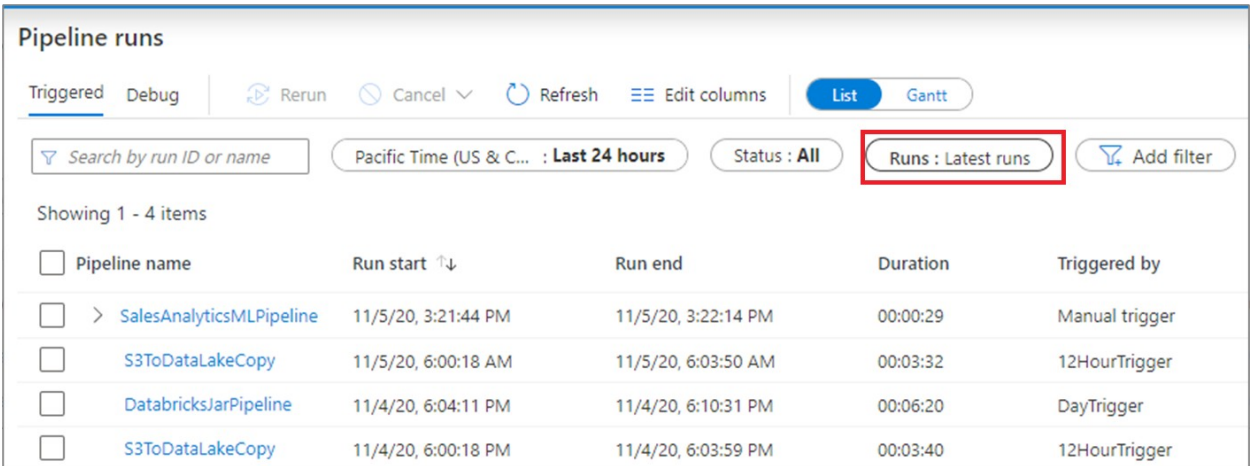 Pipeline runs
Triggered Debug Rerun Cancel Refresh Edit columns List Gantt
Search by run ID or name Pacific Time (US & C... : Last 24 hours Status : All Runs : Latest runs Add filter
Showing 1 - 4 items
Pipeline name Run start Run end Duration Triggered by
SalesAnalyticsMLPipeline 11/5/20, 3:21:44 PM 11/5/20, 3:22:14 PM 00:00:29 Manual trigger
S3ToDataLakeCopy 11/5/20, 6:00:18 AM 11/5/20, 6:03:50 AM 00:03:32 12HourTrigger
DatabricksJarPipeline 11/4/20, 6:04:11 PM 11/4/20, 6:10:31 PM 00:06:20 DayTrigger
S3ToDataLakeCopy 11/4/20, 6:00:18 PM 11/4/20, 6:03:59 PM 00:03:40 12HourTrigger